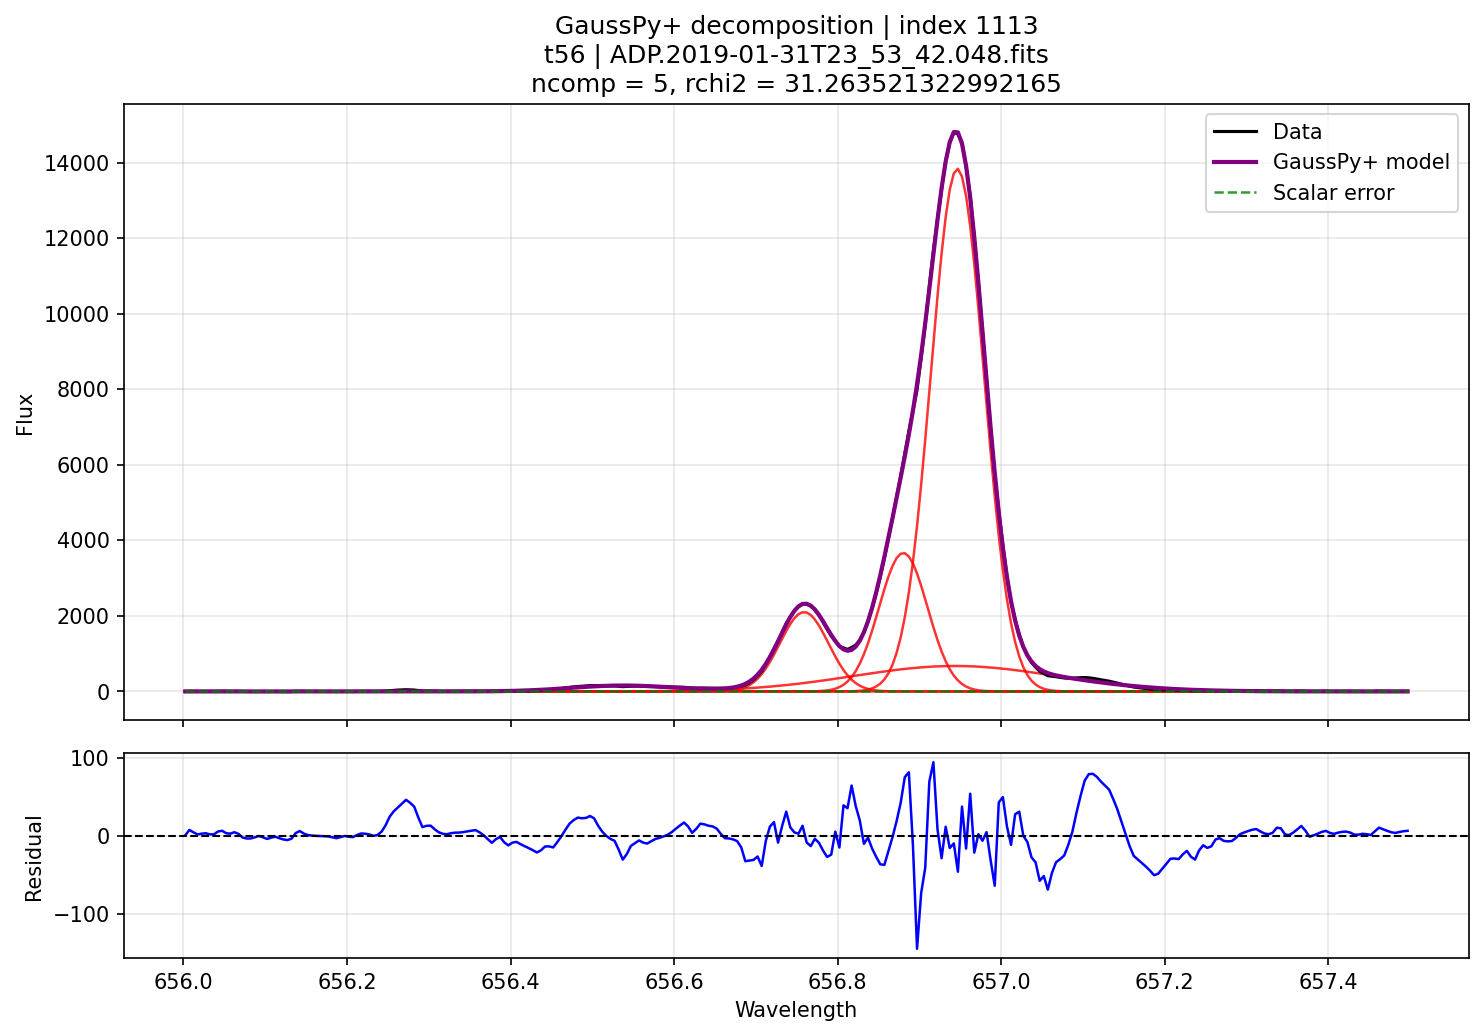 GaussPy+ decomposition | index 1113
t56 | ADP.2019-01-31T23_53_42.048.fits
ncomp = 5, rchi2 = 31.263521322992165
Data
GaussPy+ model
Scalar error
Flux
14000
12000
10000
8000
6000
4000
2000
0
Residual
100
0
−100
656.0 656.2 656.4 656.6 656.8 657.0 657.2 657.4
Wavelength